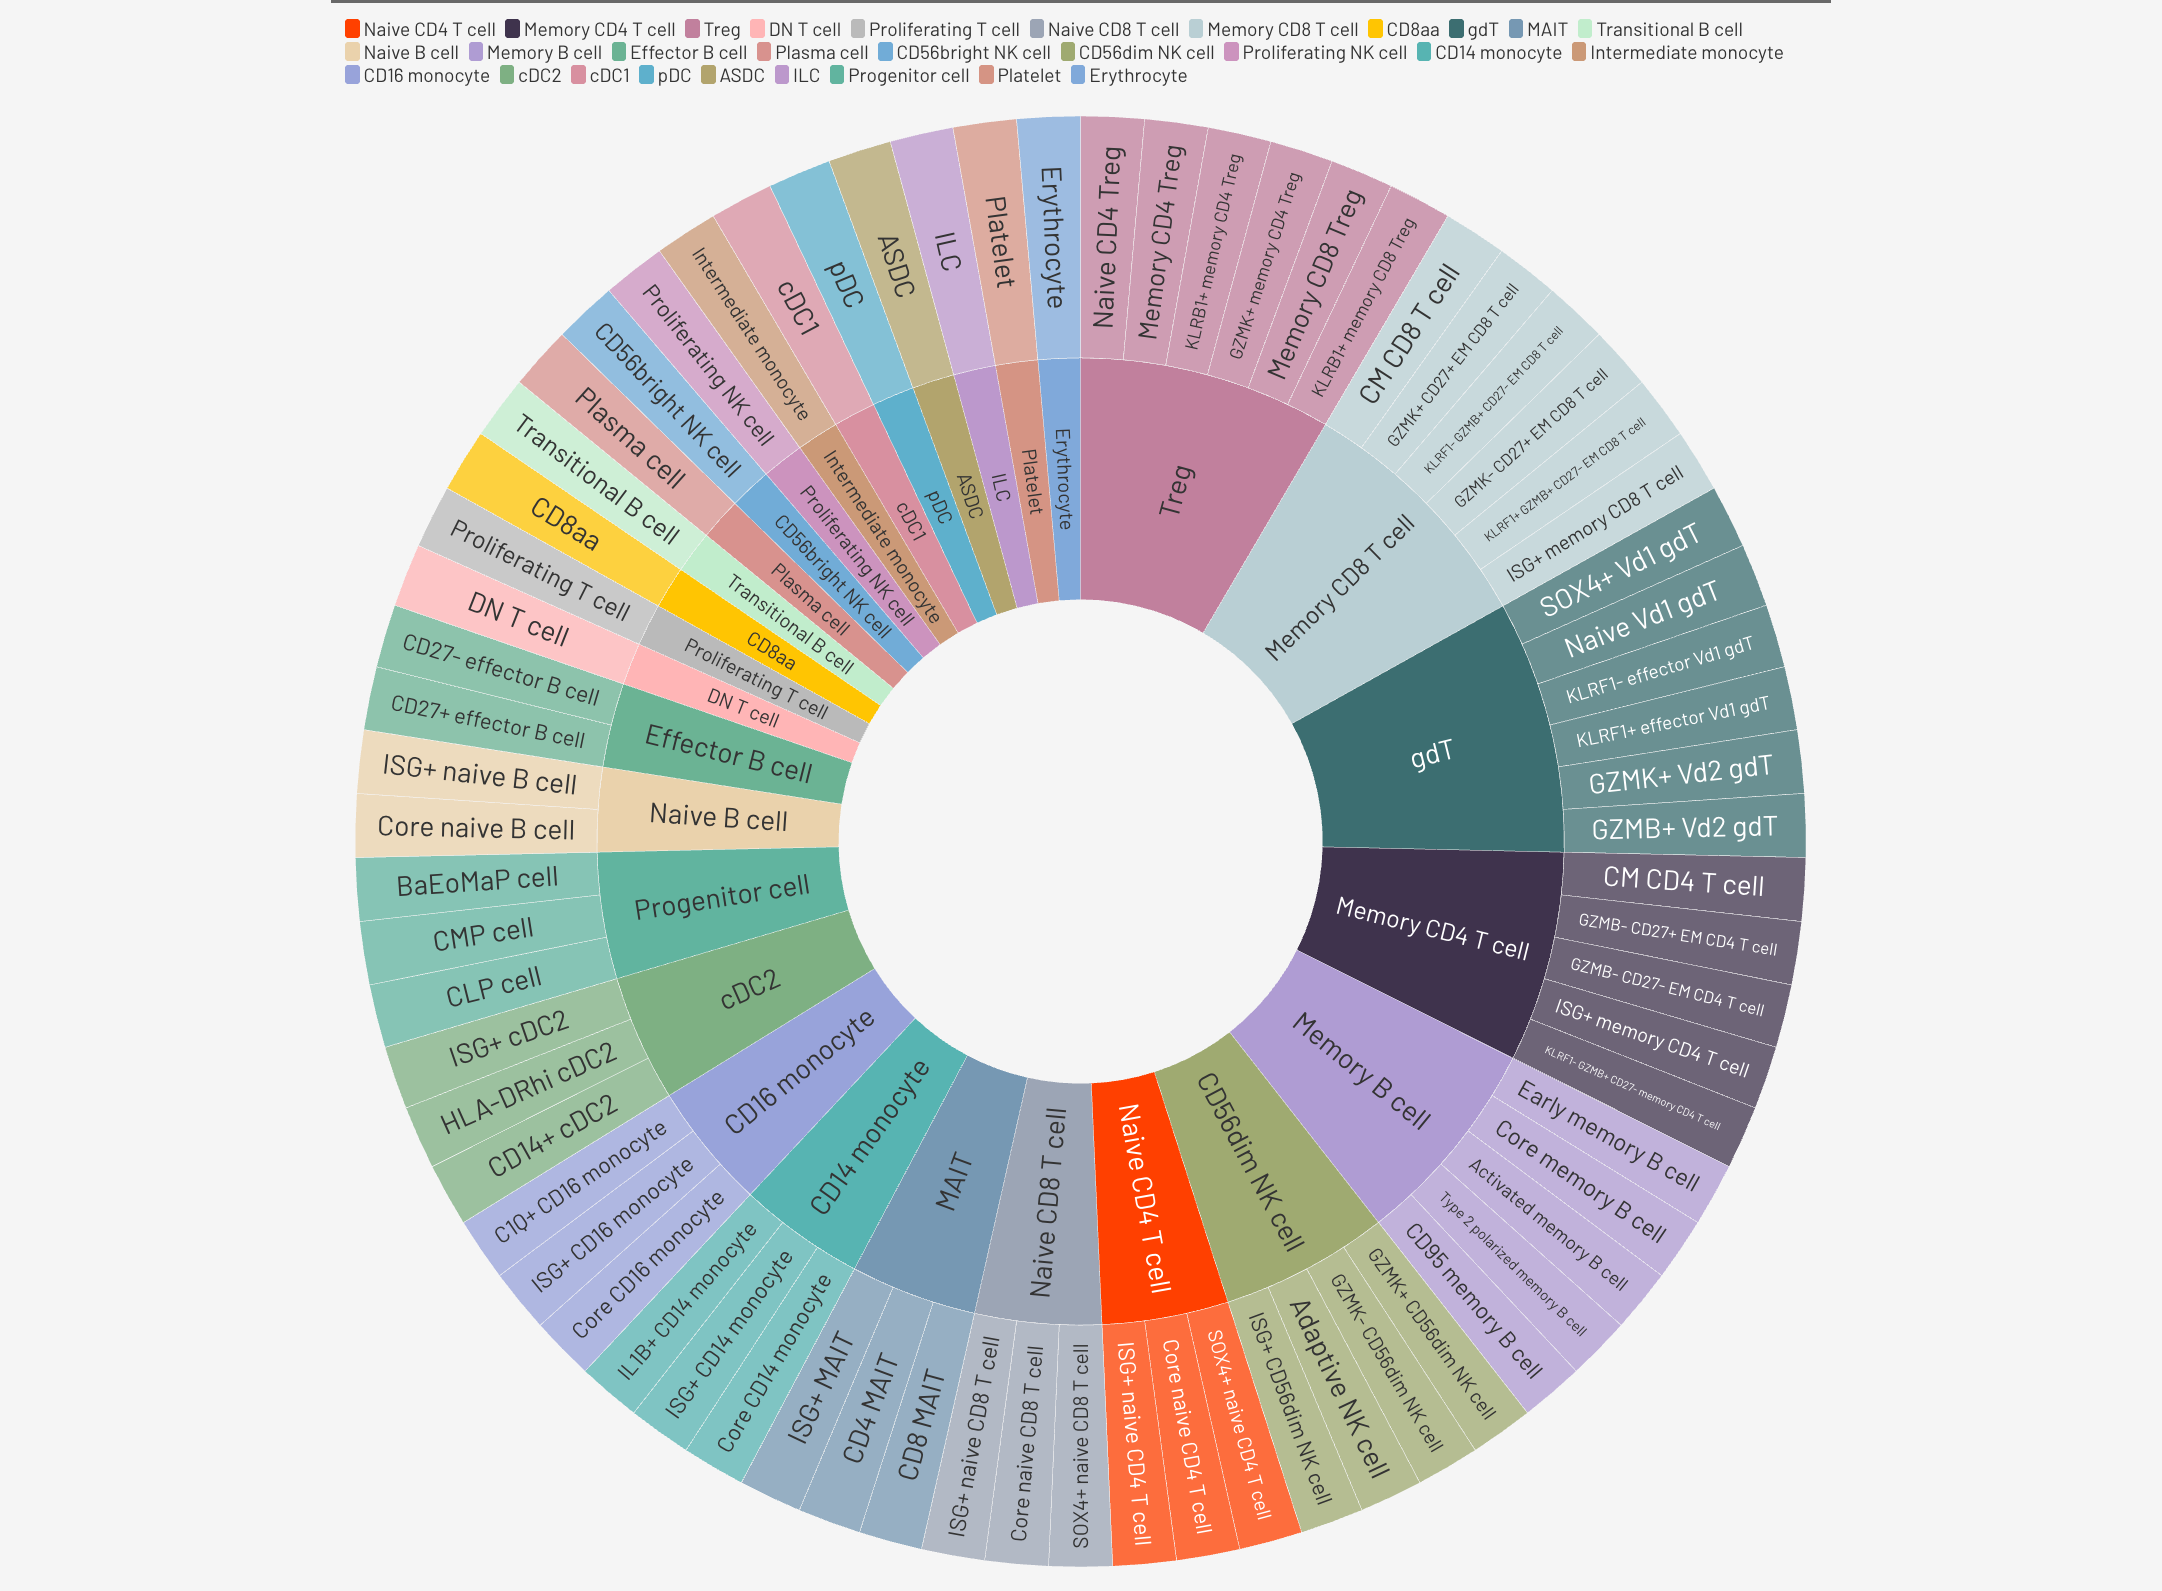 Naive CD4 T cell Memory CD4 T cell Treg DN T cell Proliferating T cell Naive CD8 T cell Memory CD8 T cell CD8aa gdT MAIT Transitional B cell
Naive B cell Memory B cell Effector B cell Plasma cell CD56bright NK cell CD56dim NK cell Proliferating NK cell CD14 monocyte Intermediate monocyte
CD16 monocyte cDC2 cDC1 pDC ASDC ILC Progenitor cell Platelet Erythrocyte
Treg
Naive CD4 Treg
Memory CD4 Treg
KLRB1+ memory CD4 Treg
GZMK+ memory CD4 Treg
Memory CD8 Treg
KLRB1+ memory CD8 Treg
Memory CD8 T cell
CM CD8 T cell
GZMK+ CD27+ EM CD8 T cell
KLRF1- GZMB+ CD27- EM CD8 T cell
GZMK- CD27+ EM CD8 T cell
KLRF1+ GZMB+ CD27- EM CD8 T cell
ISG+ memory CD8 T cell
gdT
SOX4+ Vd1 gdT
Naive Vd1 gdT
KLRF1- effector Vd1 gdT
KLRF1+ effector Vd1 gdT
GZMK+ Vd2 gdT
GZMB+ Vd2 gdT
Memory CD4 T cell
CM CD4 T cell
GZMB- CD27+ EM CD4 T cell
GZMB- CD27- EM CD4 T cell
ISG+ memory CD4 T cell
KLRF1- GZMB+ CD27- memory CD4 T cell
Memory B cell
Early memory B cell
Core memory B cell
Activated memory B cell
Type 2 polarized memory B cell
CD95 memory B cell
CD56dim NK cell
GZMK+ CD56dim NK cell
GZMK- CD56dim NK cell
Adaptive NK cell
ISG+ CD56dim NK cell
Naive CD4 T cell
SOX4+ naive CD4 T cell
Core naive CD4 T cell
ISG+ naive CD4 T cell
Naive CD8 T cell
SOX4+ naive CD8 T cell
Core naive CD8 T cell
ISG+ naive CD8 T cell
MAIT
CD8 MAIT
CD4 MAIT
ISG+ MAIT
CD14 monocyte
Core CD14 monocyte
ISG+ CD14 monocyte
IL1B+ CD14 monocyte
CD16 monocyte
Core CD16 monocyte
ISG+ CD16 monocyte
C1Q+ CD16 monocyte
cDC2
CD14+ cDC2
HLA-DRhi cDC2
ISG+ cDC2
Progenitor cell
CLP cell
CMP cell
BaEoMaP cell
Naive B cell
Core naive B cell
ISG+ naive B cell
Effector B cell
CD27+ effector B cell
CD27- effector B cell
DN T cell
DN T cell
Proliferating T cell
Proliferating T cell
CD8aa
CD8aa
Transitional B cell
Transitional B cell
Plasma cell
Plasma cell
CD56bright NK cell
CD56bright NK cell
Proliferating NK cell
Proliferating NK cell
Intermediate monocyte
Intermediate monocyte
cDC1
cDC1
pDC
pDC
ASDC
ASDC
ILC
ILC
Platelet
Platelet
Erythrocyte
Erythrocyte